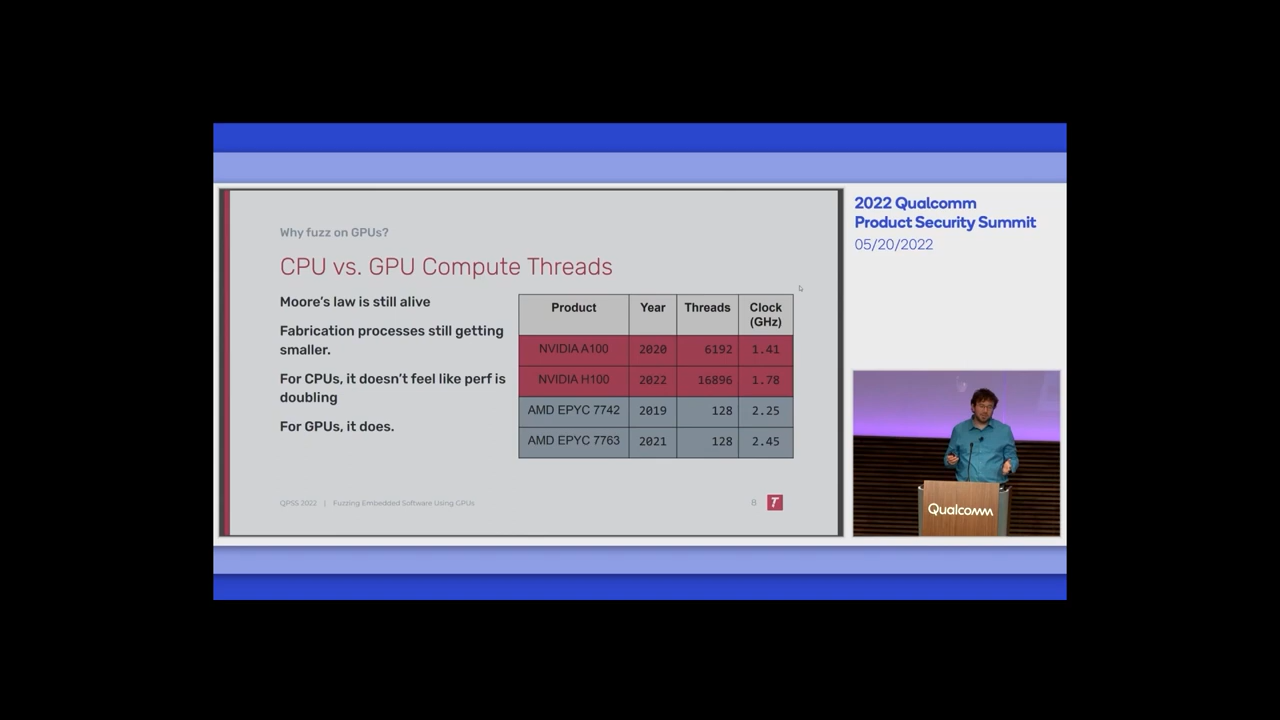 Why fuzz on GPUs?
CPU vs. GPU Compute Threads
Moore's law is still alive
Fabrication processes still getting
smaller.
For CPUs, it doesn't feel like perf is
doubling
For GPUs, it does.
Product Year Threads Clock
(GHz)
NVIDIA A100 2020 6192 1.41
NVIDIA H100 2022 16896 1.78
AMD EPYC 7742 2019 128 2.25
AMD EPYC 7763 2021 128 2.45
QPSS 2022 | Fuzzing Embedded Software Using GPUs
8 T
2022 Qualcomm
Product Security Summit
05/20/2022
Qualcomm